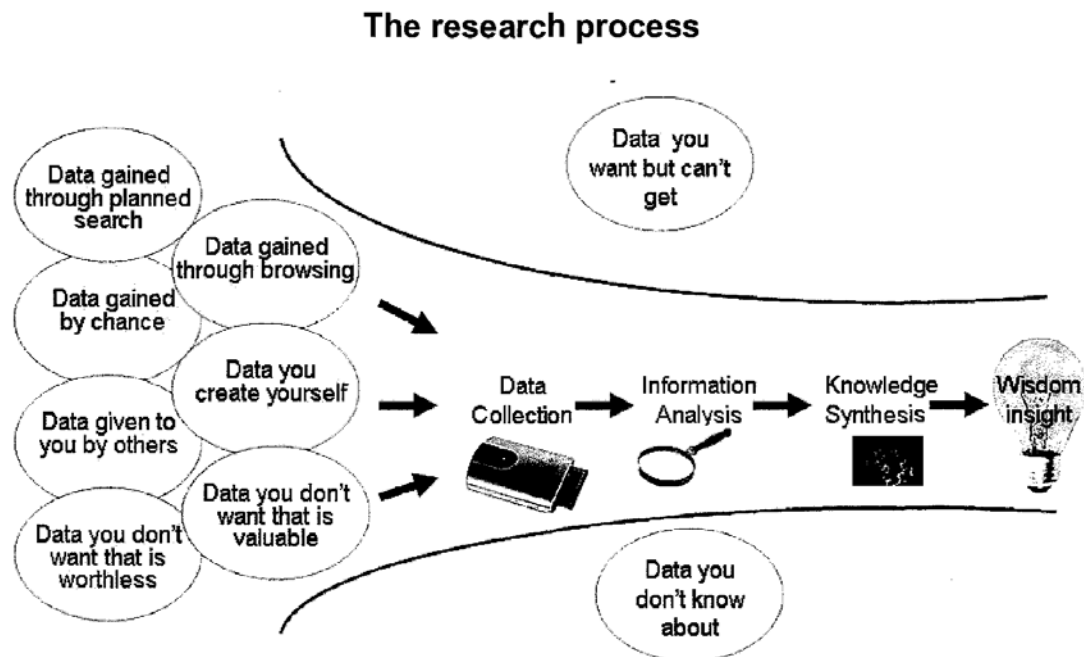 The research process
Data you
want but can't
get
Data gained
through planned
search
Data gained
through browsing
Data gained
by chance
Data you
create yourself
Data given to
you by others
Data you don't
want that is
valuable
Data you don't
want that is
worthless
Data
Collection
Information
Analysis
Knowledge
Synthesis
Wisdom
insight
Data you
don't know
about